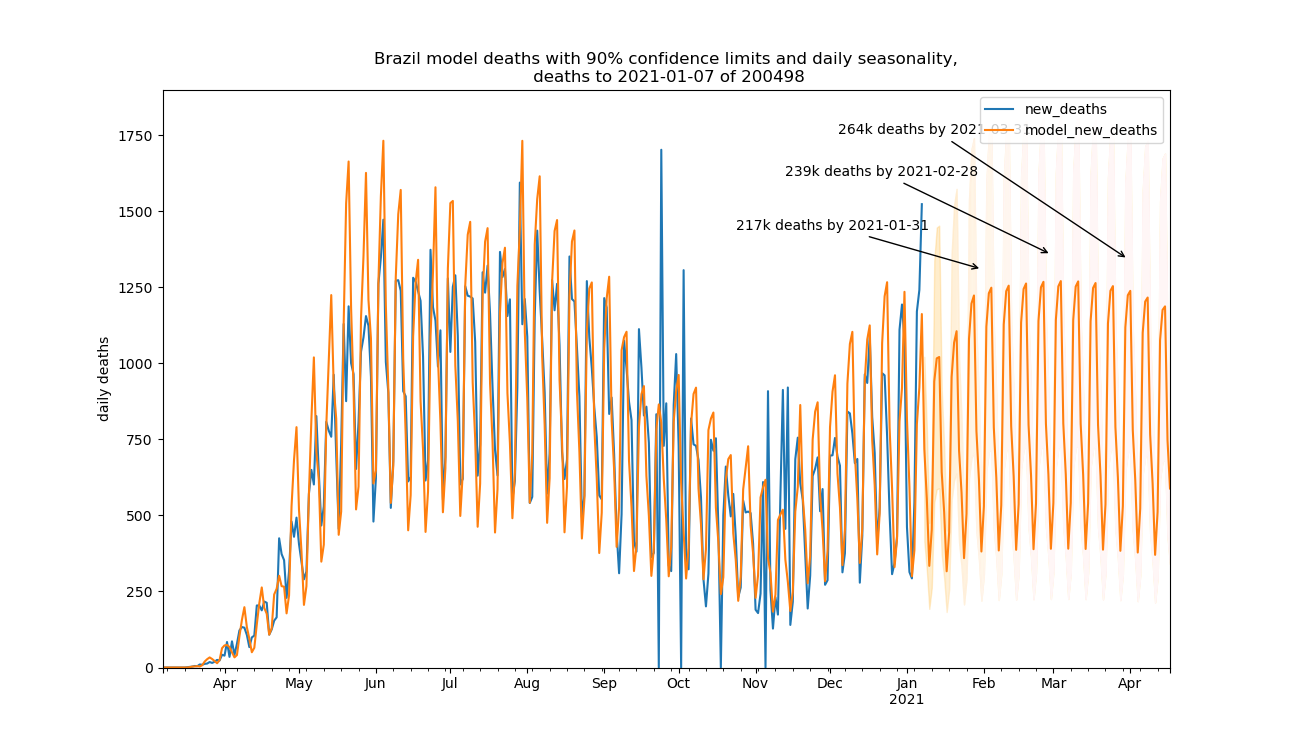 Brazil model deaths with 90% confidence limits and daily seasonality,
deaths to 2021-01-07 of 200498
new_deaths
model_new_deaths
264k deaths by 2021-03-31
239k deaths by 2021-02-28
217k deaths by 2021-01-31
daily deaths
1750
1500
1250
1000
750
500
250
0
Apr May Jun Jul Aug Sep Oct Nov Dec Jan Feb Mar Apr
2021